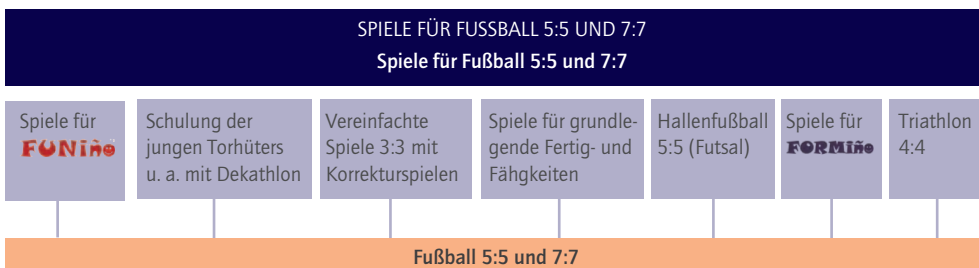 SPIELE FÜR FUSSBALL 5:5 UND 7:7
Spiele für Fußball 5:5 und 7:7
Spiele für
FUNiño
Schulung der
jungen Torhüters
u. a. mit Dekathlon
Vereinfachte
Spiele 3:3 mit
Korrekturspielen
Spiele für grundle-
gende Fertig- und
Fähgkeiten
Hallenfußball
5:5 (Futsal)
Spiele für
FORMiño
Triathlon
4:4
Fußball 5:5 und 7:7